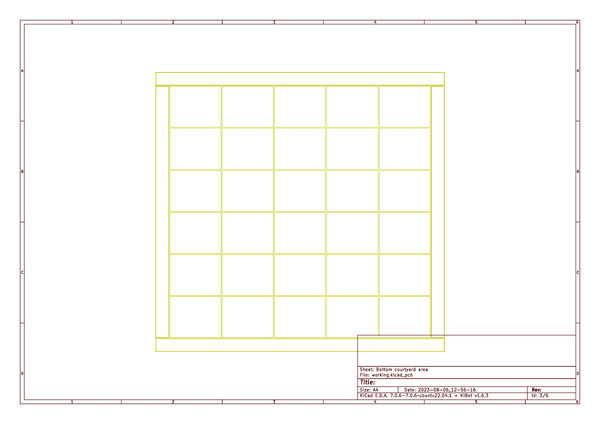 1 2 3 4 5 6
A A
B B
C C
D D
Sheet: Bottom courtyard area
File: working.kicad_pcb
Title:
Size: A4 Date: 2023-08-06_12-56-16 Rev:
KiCad E.D.A. 7.0.6-7.0.6~ubuntu22.04.1 + KiBot v1.6.3 Id: 3/6
1 2 3 4 5 6